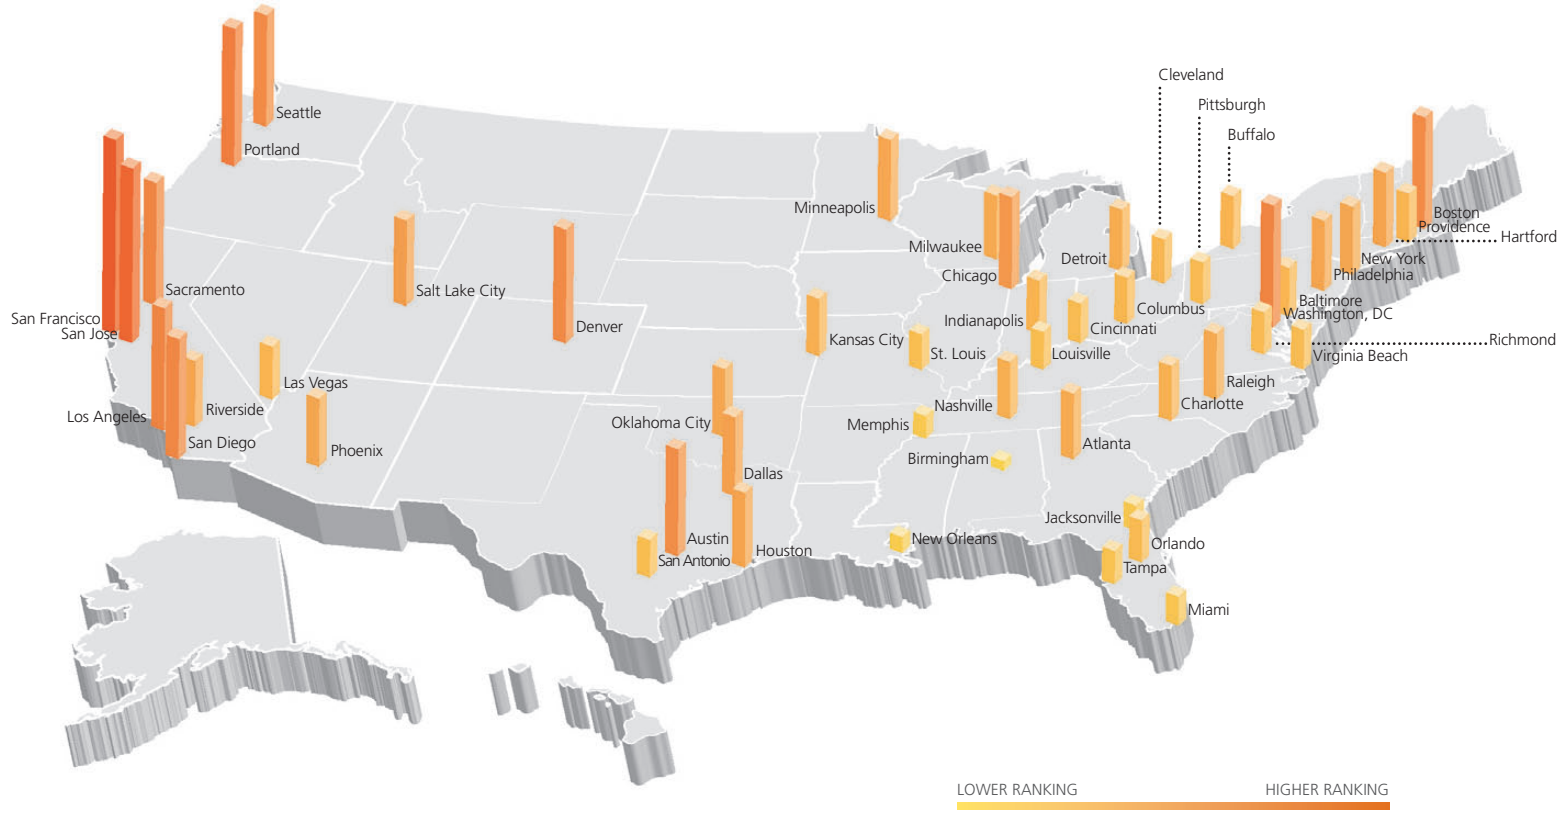 Cleveland
Pittsburgh
Seattle
Buffalo
Portland
Minneapolis
Boston
Providence
Hartford
Milwaukee
New York
Detroit
Philadelphia
Chicago
Sacramento
Salt Lake City
Baltimore
Columbus
Washington, DC
San Francisco
Indianapolis
Denver
Cincinnati
San Jose
Kansas City
Richmond
St. Louis
Louisville
Virginia Beach
Las Vegas
Raleigh
Riverside
Nashville
Charlotte
Los Angeles
Oklahoma City
Memphis
San Diego
Atlanta
Phoenix
Birmingham
Dallas
Jacksonville
Austin
New Orleans
Orlando
Houston
San Antonio
Tampa
Miami
LOWER RANKING
HIGHER RANKING